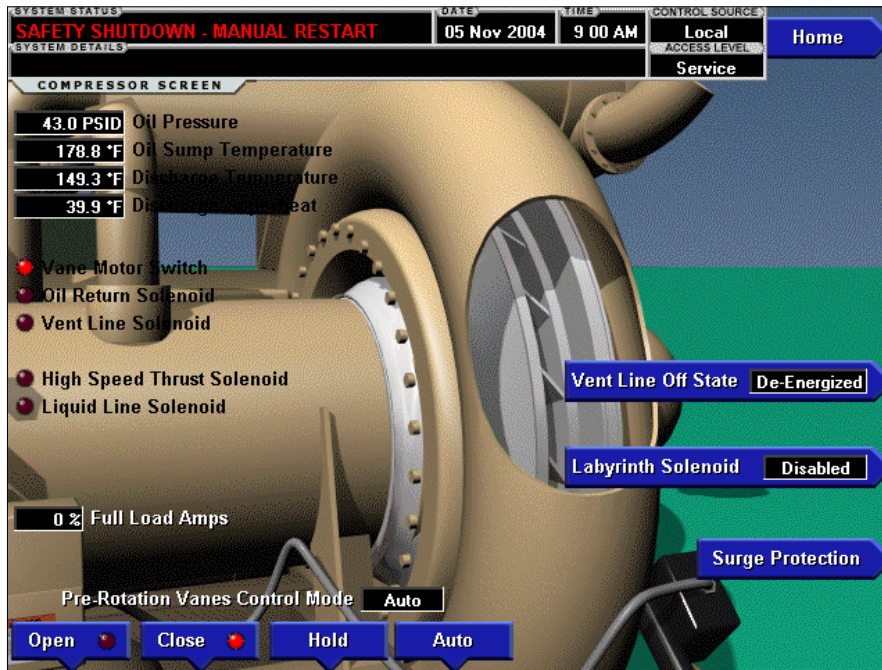 SYSTEM STATUS
SAFETY SHUTDOWN - MANUAL RESTART
DATE
05 Nov 2004
TIME
9 00 AM
CONTROL SOURCE
Local
ACCESS LEVEL
Service
Home
SYSTEM DETAILS
COMPRESSOR SCREEN
43.0 PSID Oil Pressure
178.8 °F Oil Sump Temperature
149.3 °F Discharge Temperature
39.9 °F Discharge Superheat
Vane Motor Switch
Oil Return Solenoid
Vent Line Solenoid
High Speed Thrust Solenoid
Liquid Line Solenoid
Vent Line Off State De-Energized
Labyrinth Solenoid Disabled
0 % Full Load Amps
Surge Protection
Pre-Rotation Vanes Control Mode Auto
Open Close Hold Auto